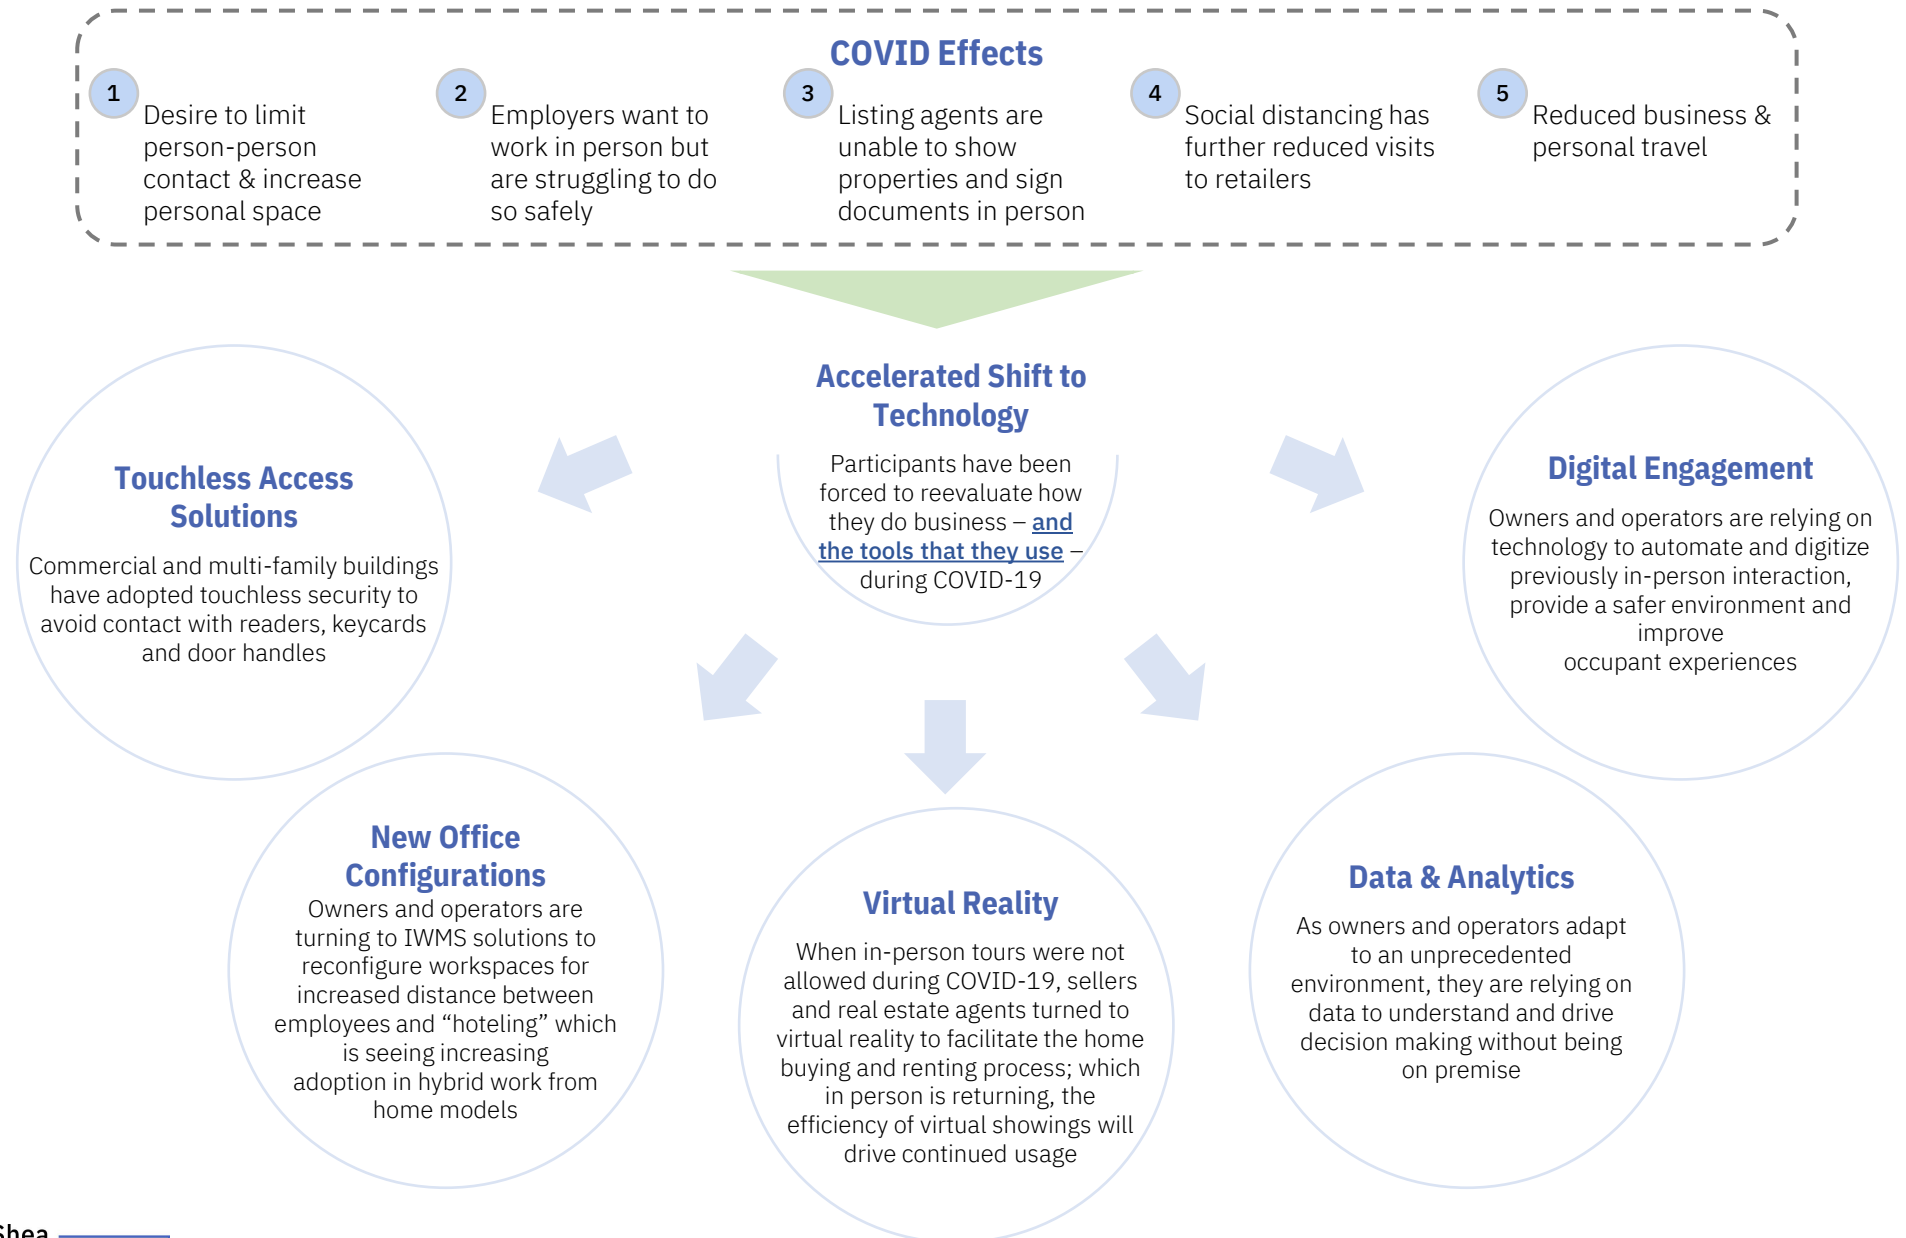 COVID Effects
1
Desire to limit
person-person
contact & increase
personal space
2
Employers want to
work in person but
are struggling to do
so safely
3
Listing agents are
unable to show
properties and sign
documents in person
4
Social distancing has
further reduced visits
to retailers
5
Reduced business &
personal travel
Accelerated Shift to
Technology
Participants have been
forced to reevaluate how
they do business – and
the tools that they use –
during COVID-19
Touchless Access
Solutions
Commercial and multi-family buildings
have adopted touchless security to
avoid contact with readers, keycards
and door handles
Digital Engagement
Owners and operators are relying on
technology to automate and digitize
previously in-person interaction,
provide a safer environment and
improve
occupant experiences
New Office
Configurations
Owners and operators are
turning to IWMS solutions to
reconfigure workspaces for
increased distance between
employees and “hoteling” which
is seeing increasing
adoption in hybrid work from
home models
Virtual Reality
When in-person tours were not
allowed during COVID-19, sellers
and real estate agents turned to
virtual reality to facilitate the home
buying and renting process; which
in person is returning, the
efficiency of virtual showings will
drive continued usage
Data & Analytics
As owners and operators adapt
to an unprecedented
environment, they are relying on
data to understand and drive
decision making without being
on premise